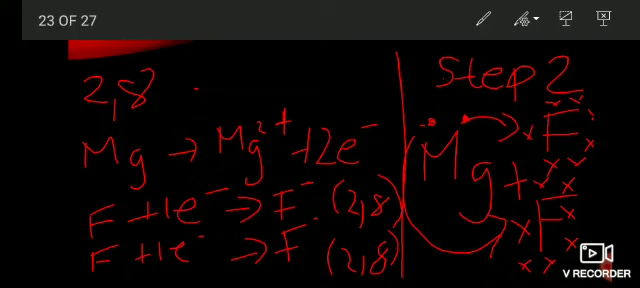 23 OF 27
2,8
Mg → Mg²⁺ + 2e⁻
F + 1e⁻ → F⁻ (2,8)
F + 1e⁻ → F⁻ (2,8)
Step 2
Mg + F
F
V RECORDER